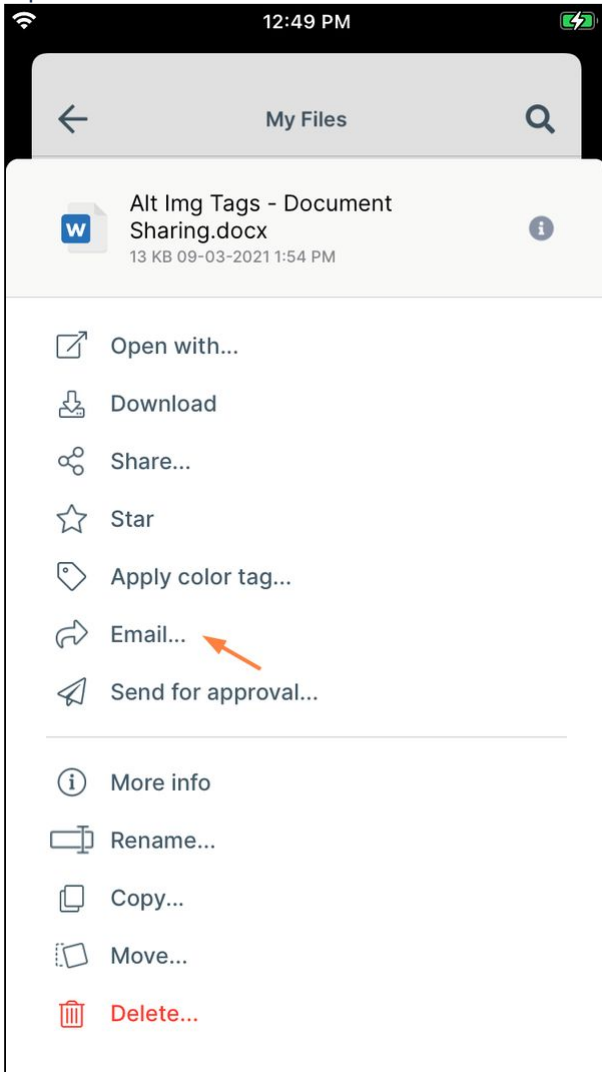 12:49 PM
My Files
W
Alt Img Tags - Document
Sharing.docx
13 KB 09-03-2021 1:54 PM
Open with...
Download
Share...
Star
Apply color tag...
Email...
Send for approval...
More info
Rename...
Copy...
Move...
Delete...